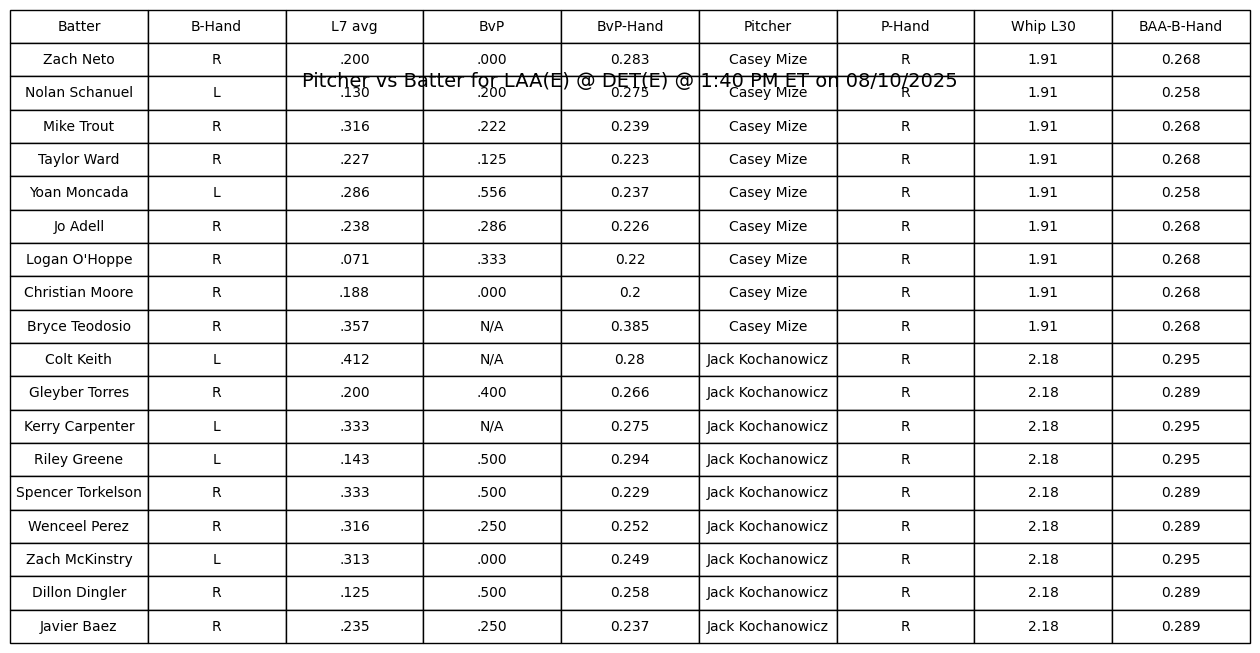 Batter B-Hand L7 avg BvP BvP-Hand Pitcher P-Hand Whip L30 BAA-B-Hand
Zach Neto R .200 .000 0.283 Casey Mize R 1.91 0.268
Pitcher vs Batter for LAA(E) @ DET(E) @ 1:40 PM ET on 08/10/2025
Nolan Schanuel L .130 .200 0.275 Casey Mize R 1.91 0.258
Mike Trout R .316 .222 0.239 Casey Mize R 1.91 0.268
Taylor Ward R .227 .125 0.223 Casey Mize R 1.91 0.268
Yoan Moncada L .286 .556 0.237 Casey Mize R 1.91 0.258
Jo Adell R .238 .286 0.226 Casey Mize R 1.91 0.268
Logan O'Hoppe R .071 .333 0.22 Casey Mize R 1.91 0.268
Christian Moore R .188 .000 0.2 Casey Mize R 1.91 0.268
Bryce Teodosio R .357 N/A 0.385 Casey Mize R 1.91 0.268
Colt Keith L .412 N/A 0.28 Jack Kochanowicz R 2.18 0.295
Gleyber Torres R .200 .400 0.266 Jack Kochanowicz R 2.18 0.289
Kerry Carpenter L .333 N/A 0.275 Jack Kochanowicz R 2.18 0.295
Riley Greene L .143 .500 0.294 Jack Kochanowicz R 2.18 0.295
Spencer Torkelson R .333 .500 0.229 Jack Kochanowicz R 2.18 0.289
Wenceel Perez R .316 .250 0.252 Jack Kochanowicz R 2.18 0.289
Zach McKinstry L .313 .000 0.249 Jack Kochanowicz R 2.18 0.295
Dillon Dingler R .125 .500 0.258 Jack Kochanowicz R 2.18 0.289
Javier Baez R .235 .250 0.237 Jack Kochanowicz R 2.18 0.289